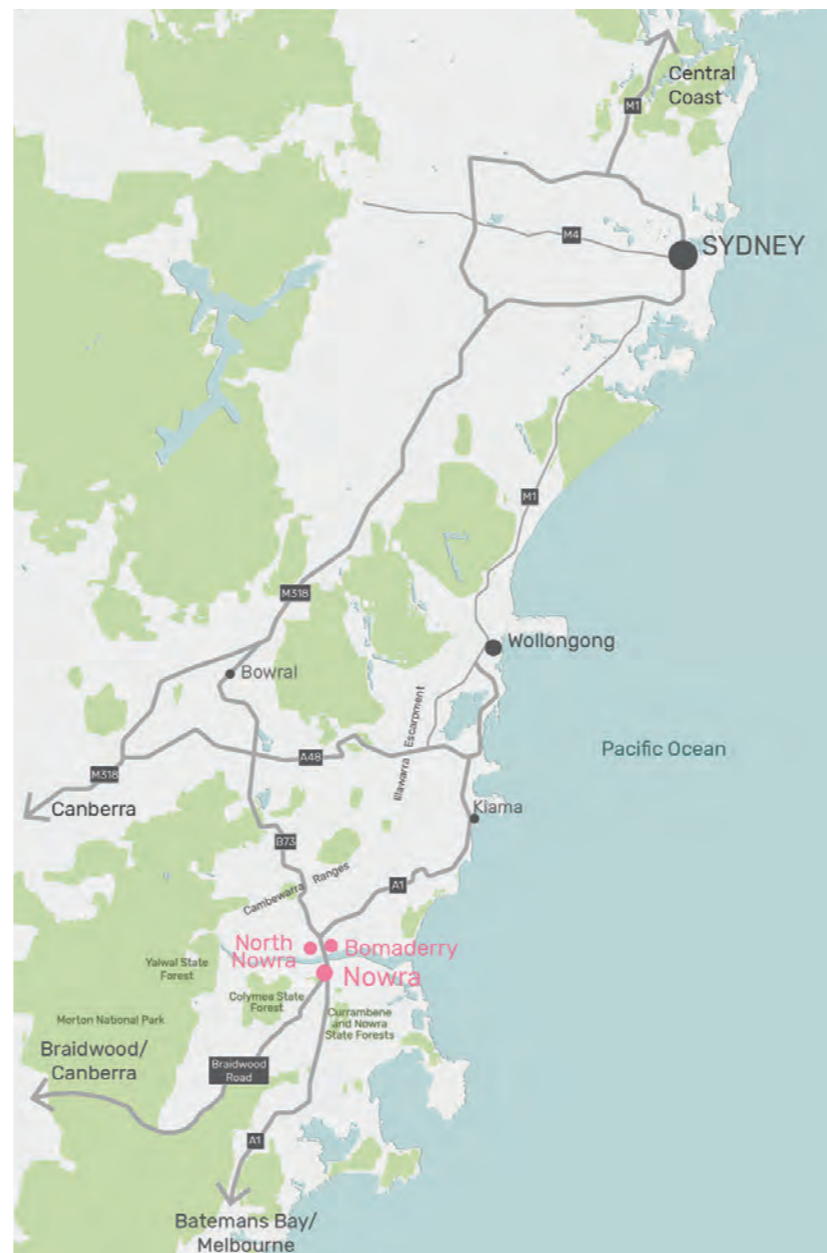 Central
Coast
M1
M4
SYDNEY
M1
M318
Wollongong
Bowral
Illawarra Escarpment
Pacific Ocean
A48
M318
Canberra
Kiama
B73
Cambewarra Ranges
A1
North
Nowra
Bomaderry
Nowra
Yalwal State
Forest
Colymea State
Forest
Currambene
and Nowra
State Forests
Morton National Park
Braidwood/
Canberra
Braidwood
Road
A1
Batemans Bay/
Melbourne